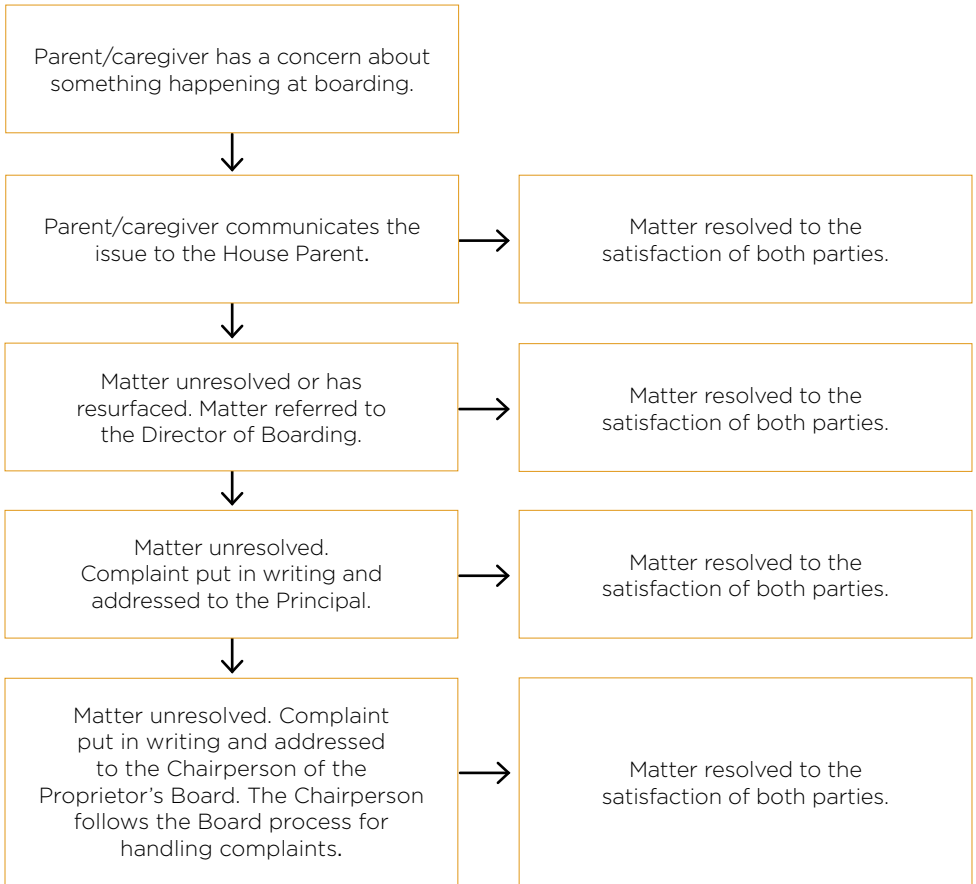 Parent/caregiver has a concern about
something happening at boarding.
Parent/caregiver communicates the
issue to the House Parent.
Matter resolved to the
satisfaction of both parties.
Matter unresolved or has
resurfaced. Matter referred to
the Director of Boarding.
Matter resolved to the
satisfaction of both parties.
Matter unresolved.
Complaint put in writing and
addressed to the Principal.
Matter resolved to the
satisfaction of both parties.
Matter unresolved. Complaint
put in writing and addressed
to the Chairperson of the
Proprietor’s Board. The Chairperson
follows the Board process for
handling complaints.
Matter resolved to the
satisfaction of both parties.